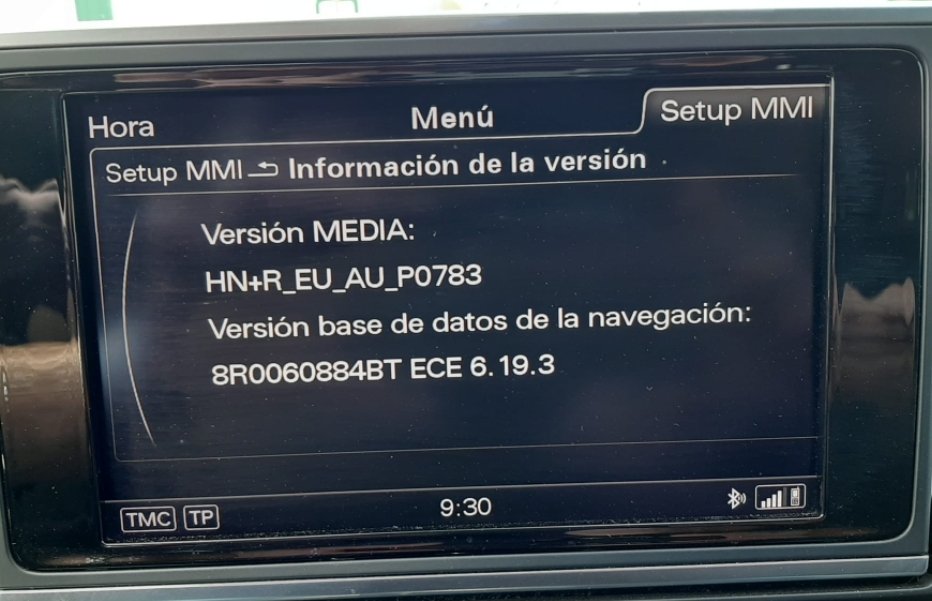 Hora Menú Setup MMI
Setup MMI Información de la versión
Versión MEDIA:
HN+R_EU_AU_P0783
Versión base de datos de la navegación:
8R0060884BT ECE 6.19.3
TMC TP 9:30